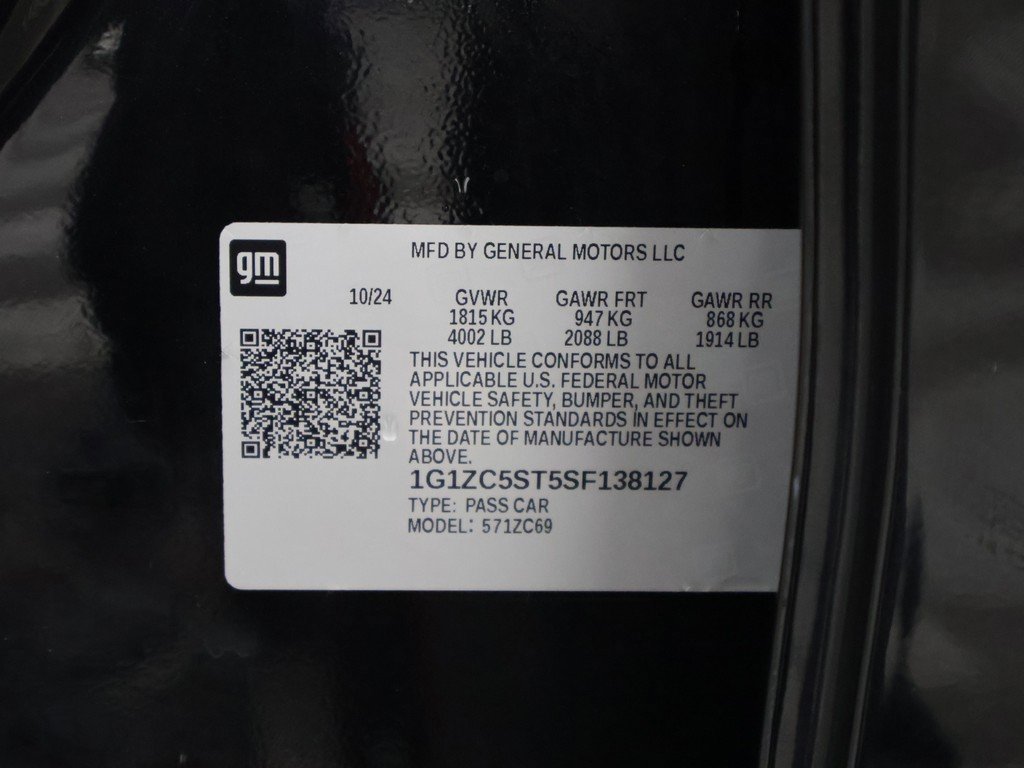 gm
MFD BY GENERAL MOTORS LLC
10/24 GVWR GAWR FRT GAWR RR
1815 KG 947 KG 868 KG
4002 LB 2088 LB 1914 LB
THIS VEHICLE CONFORMS TO ALL
APPLICABLE U.S. FEDERAL MOTOR
VEHICLE SAFETY, BUMPER, AND THEFT
PREVENTION STANDARDS IN EFFECT ON
THE DATE OF MANUFACTURE SHOWN
ABOVE.
1G1ZC5ST5SF138127
TYPE: PASS CAR
MODEL: 571ZC69